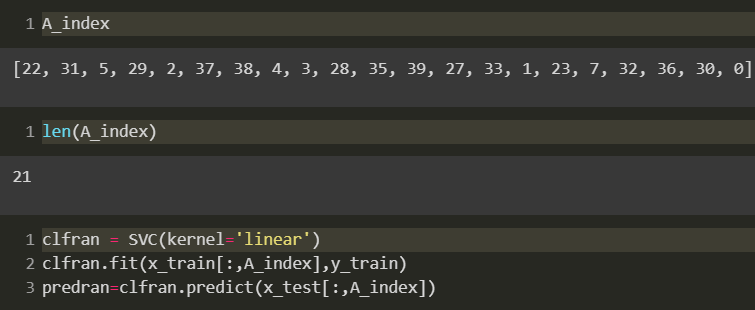 1 A_index
[22, 31, 5, 29, 2, 37, 38, 4, 3, 28, 35, 39, 27, 33, 1, 23, 7, 32, 36, 30, 0]
1 len(A_index)
21
1 clfran = SVC(kernel='linear')
2 clfran.fit(x_train[:,A_index],y_train)
3 predran=clfran.predict(x_test[:,A_index])